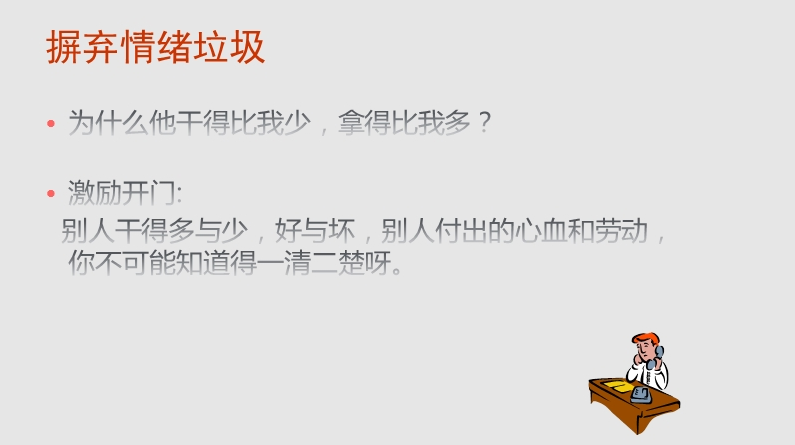 摒弃情绪垃圾
为什么他干得比我少，拿得比我多？
激励开门:
别人干得多与少，好与坏，别人付出的心血和劳动，
你不可能知道得一清二楚呀。